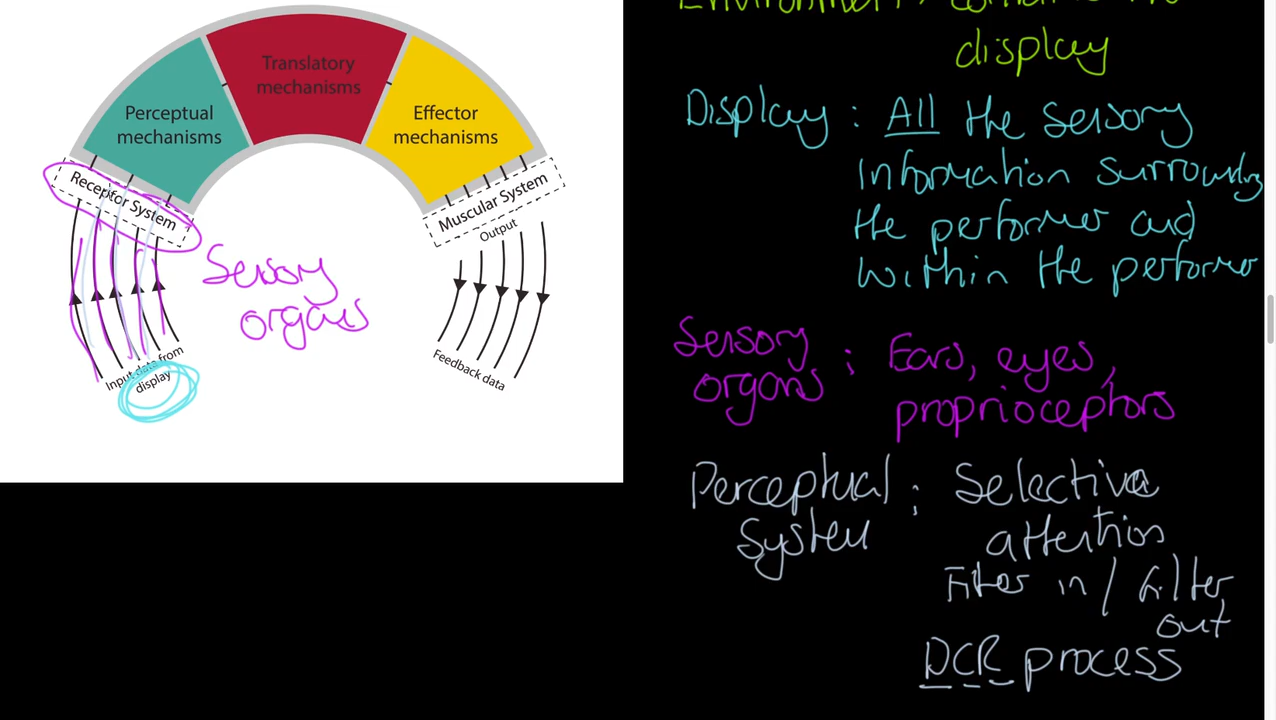 Translatory
mechanisms
Perceptual
mechanisms
Effector
mechanisms
Receptor System
Muscular System
Output
Sensory
organs
Input data from
display
Feedback data
display
Display : All the sensory
Information surrounding
the performer and
within the performer
Sensory
organs ; Ears, eyes,
proprioceptors
Perceptual ; Selective
System attention
Filter in / filter
out
DCR process